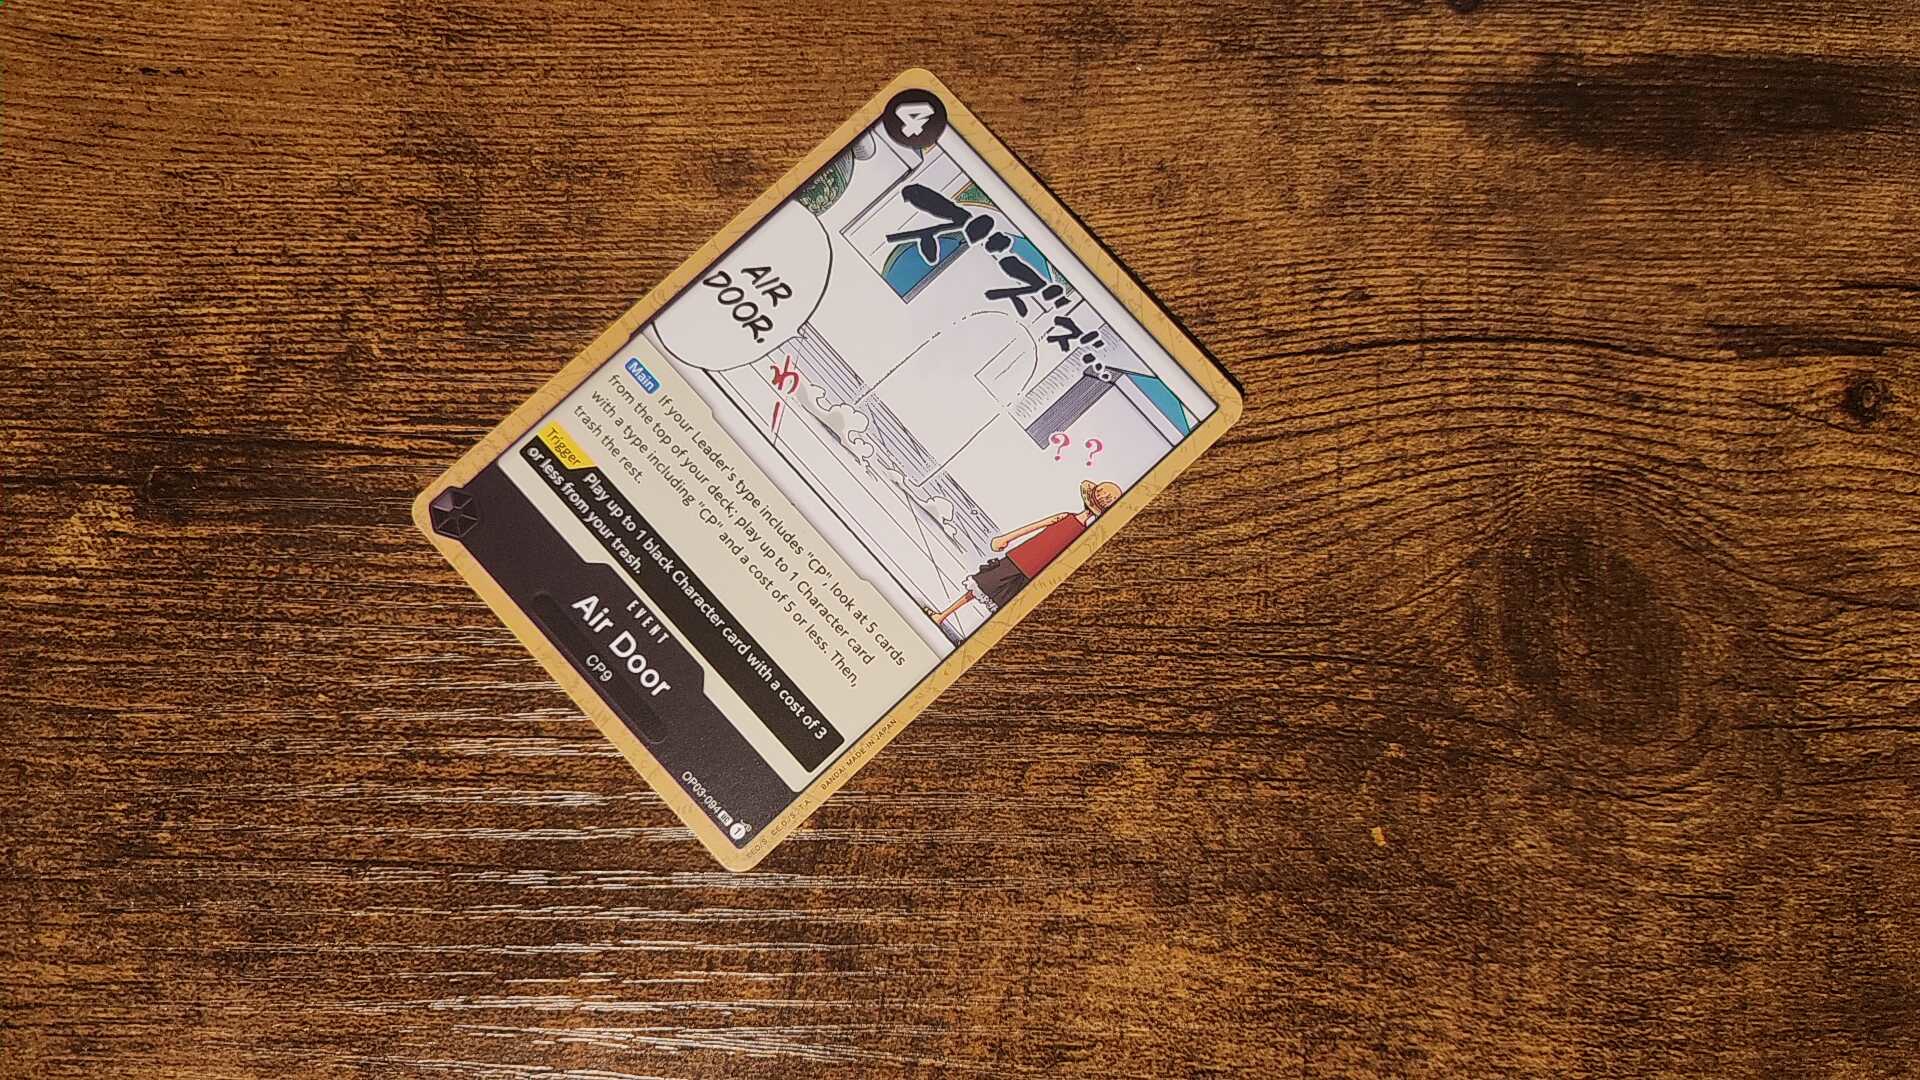 4
ズズズ...
AIR
DOOR.
? ?
Main If your Leader's type includes "CP", look at 5 cards
from the top of your deck; play up to 1 Character card
with a type including "CP" and a cost of 5 or less. Then,
trash the rest.
Trigger Play up to 1 black Character card with a cost of 3
or less from your trash.
EVENT
Air Door
CP9
OP03-094 UC 1
BANDAI MADE IN JAPAN